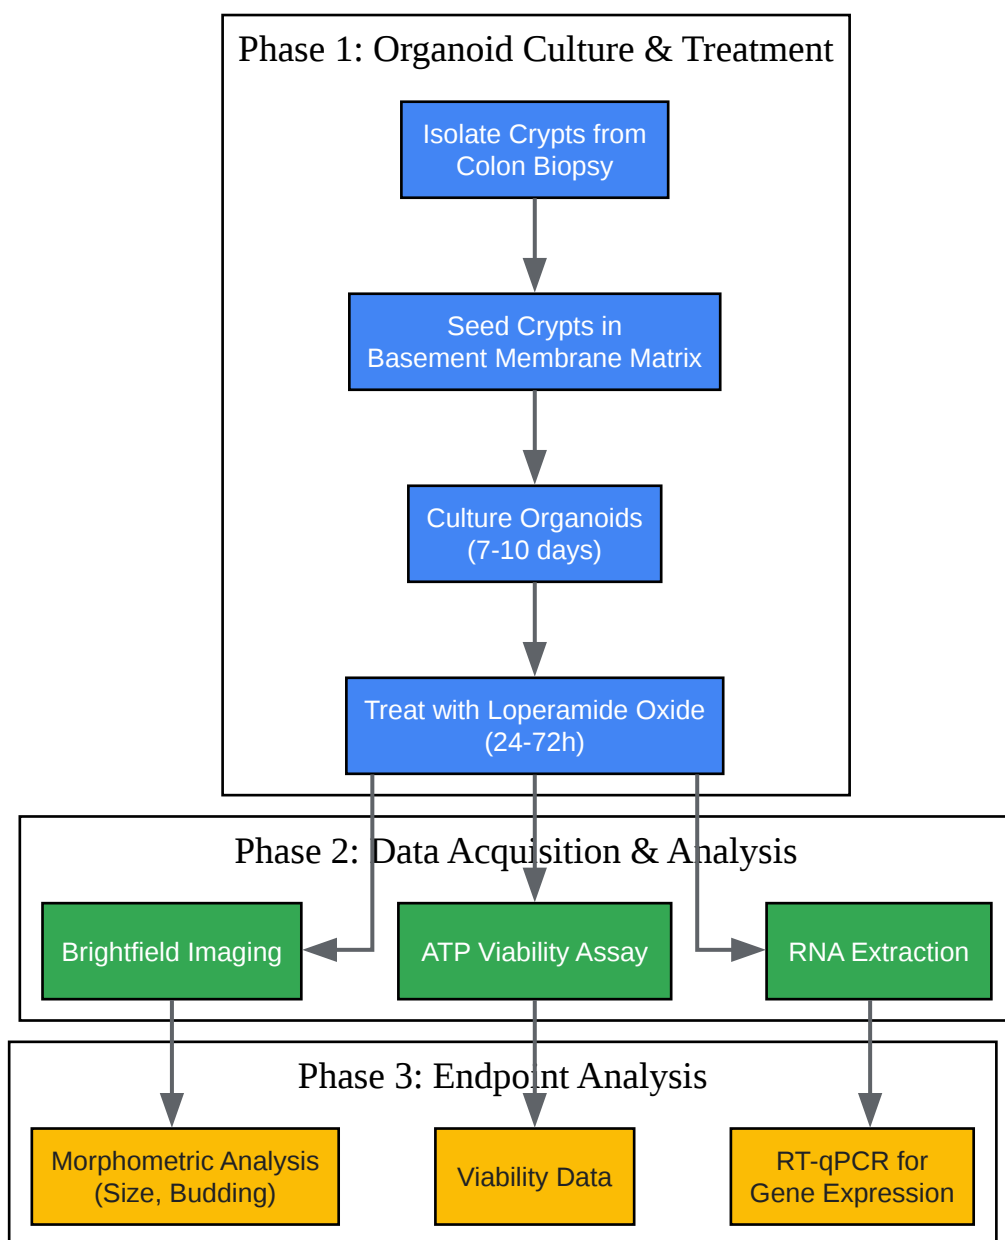 Phase 1: Organoid Culture & Treatment
Isolate Crypts from
Colon Biopsy
Seed Crypts in
Basement Membrane Matrix
Culture Organoids
(7-10 days)
Treat with Loperamide Oxide
(24-72h)
Phase 2: Data Acquisition & Analysis
Brightfield Imaging
ATP Viability Assay
RNA Extraction
Phase 3: Endpoint Analysis
Morphometric Analysis
(Size, Budding)
Viability Data
RT-qPCR for
Gene Expression